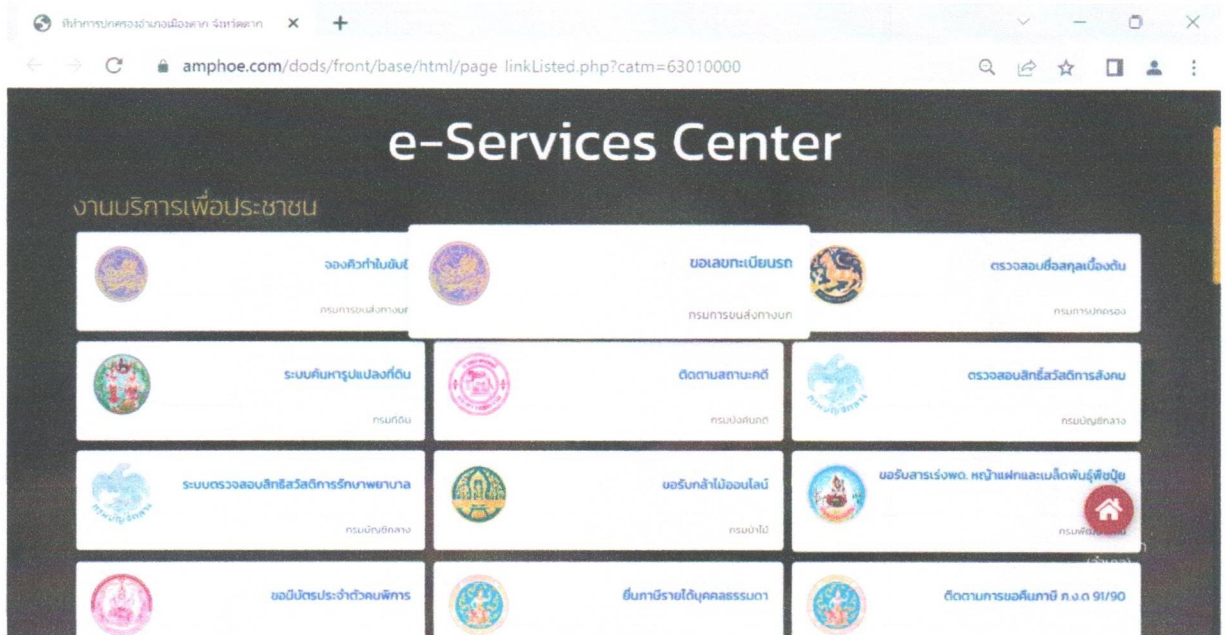 ที่ทำการปกครองอำเภอเมืองตาก จังหวัดตาก
amphoe.com/dods/front/base/html/page linkListed.php?catm=63010000
e-Services Center
งานบริการเพื่อประชาชน
จองคิวทำใบขับขี่
กรมการขนส่งทางบก
ขอเลขทะเบียนรถ
กรมการขนส่งทางบก
ตรวจสอบชื่อสกุลเบื้องต้น
กรมการปกครอง
ระบบค้นหารูปแปลงที่ดิน
กรมที่ดิน
ติดตามสถานะคดี
กรมบังคับคดี
ตรวจสอบสิทธิ์สวัสดิการสังคม
กรมบัญชีกลาง
ระบบตรวจสอบสิทธิสวัสดิการรักษาพยาบาล
กรมบัญชีกลาง
ขอรับกล้าไม้ออนไลน์
กรมป่าไม้
ขอรับสารเร่งพด. หญ้าแฝกและเมล็ดพันธุ์พืชปุ๋ย
ขอมีบัตรประจำตัวคนพิการ
ยื่นภาษีรายได้บุคคลธรรมดา
ติดตามการขอคืนภาษี ภ.ง.ด 91/90